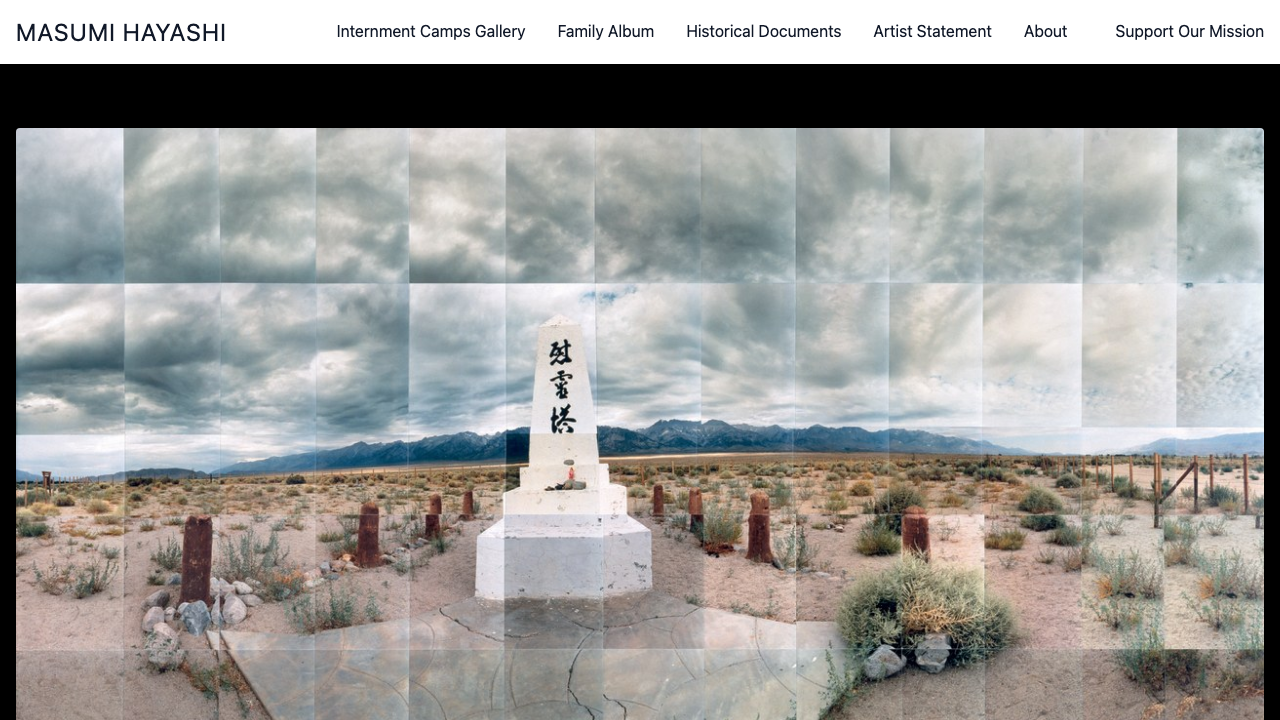 MASUMI HAYASHI
Internment Camps Gallery
Family Album
Historical Documents
Artist Statement
About
Support Our Mission
慰
霊
塔